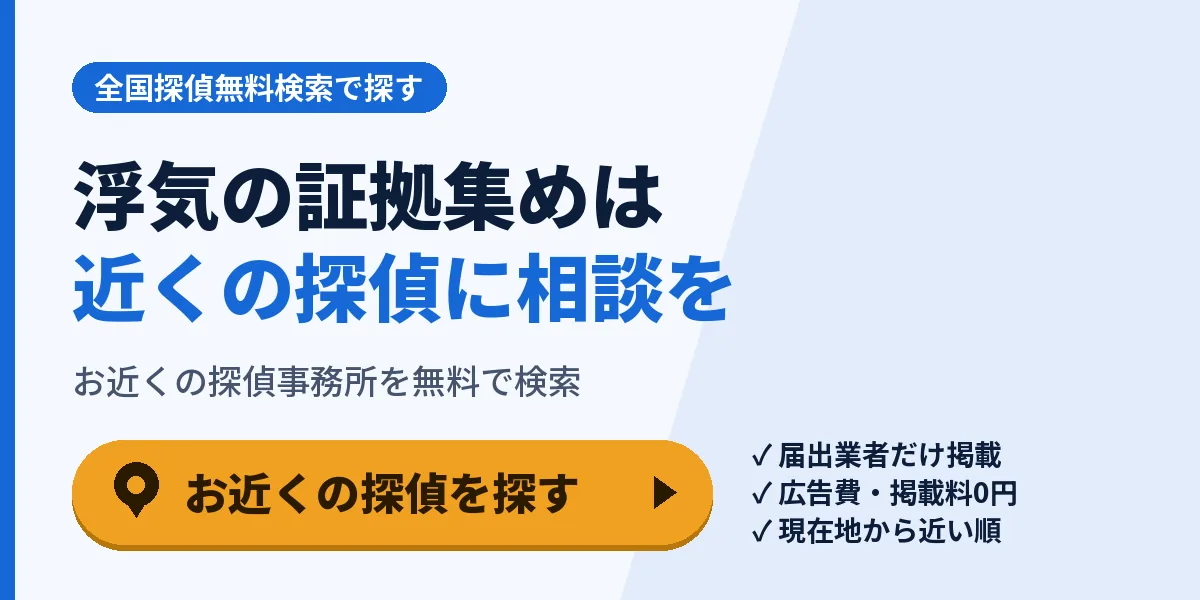 全国探偵無料検索で探す
浮気の証拠集めは
近くの探偵に相談を
お近くの探偵事務所を無料で検索
お近くの探偵を探す
✓届出業者だけ掲載
✓広告費・掲載料0円
✓現在地から近い順